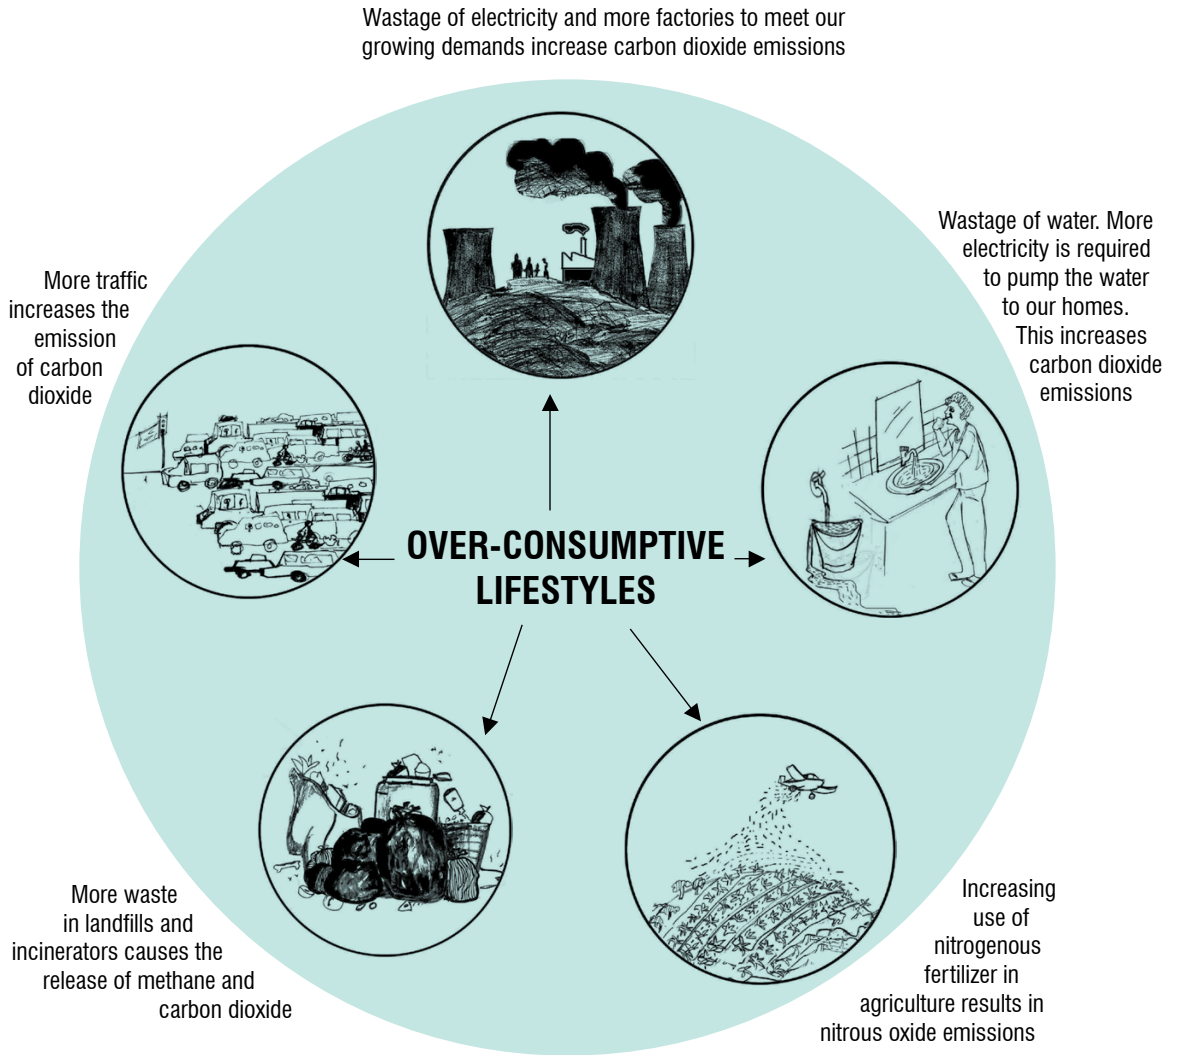 Wastage of electricity and more factories to meet our
growing demands increase carbon dioxide emissions
Wastage of water. More
electricity is required
to pump the water
to our homes.
This increases
carbon dioxide
emissions
More traffic
increases the
emission
of carbon
dioxide
OVER-CONSUMPTIVE
LIFESTYLES
More waste
in landfills and
incinerators causes the
release of methane and
carbon dioxide
Increasing
use of
nitrogenous
fertilizer in
agriculture results in
nitrous oxide emissions